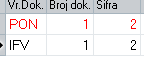 Vr.Dok. Broj dok. Sifra
PON 1 2
IFV 1 2